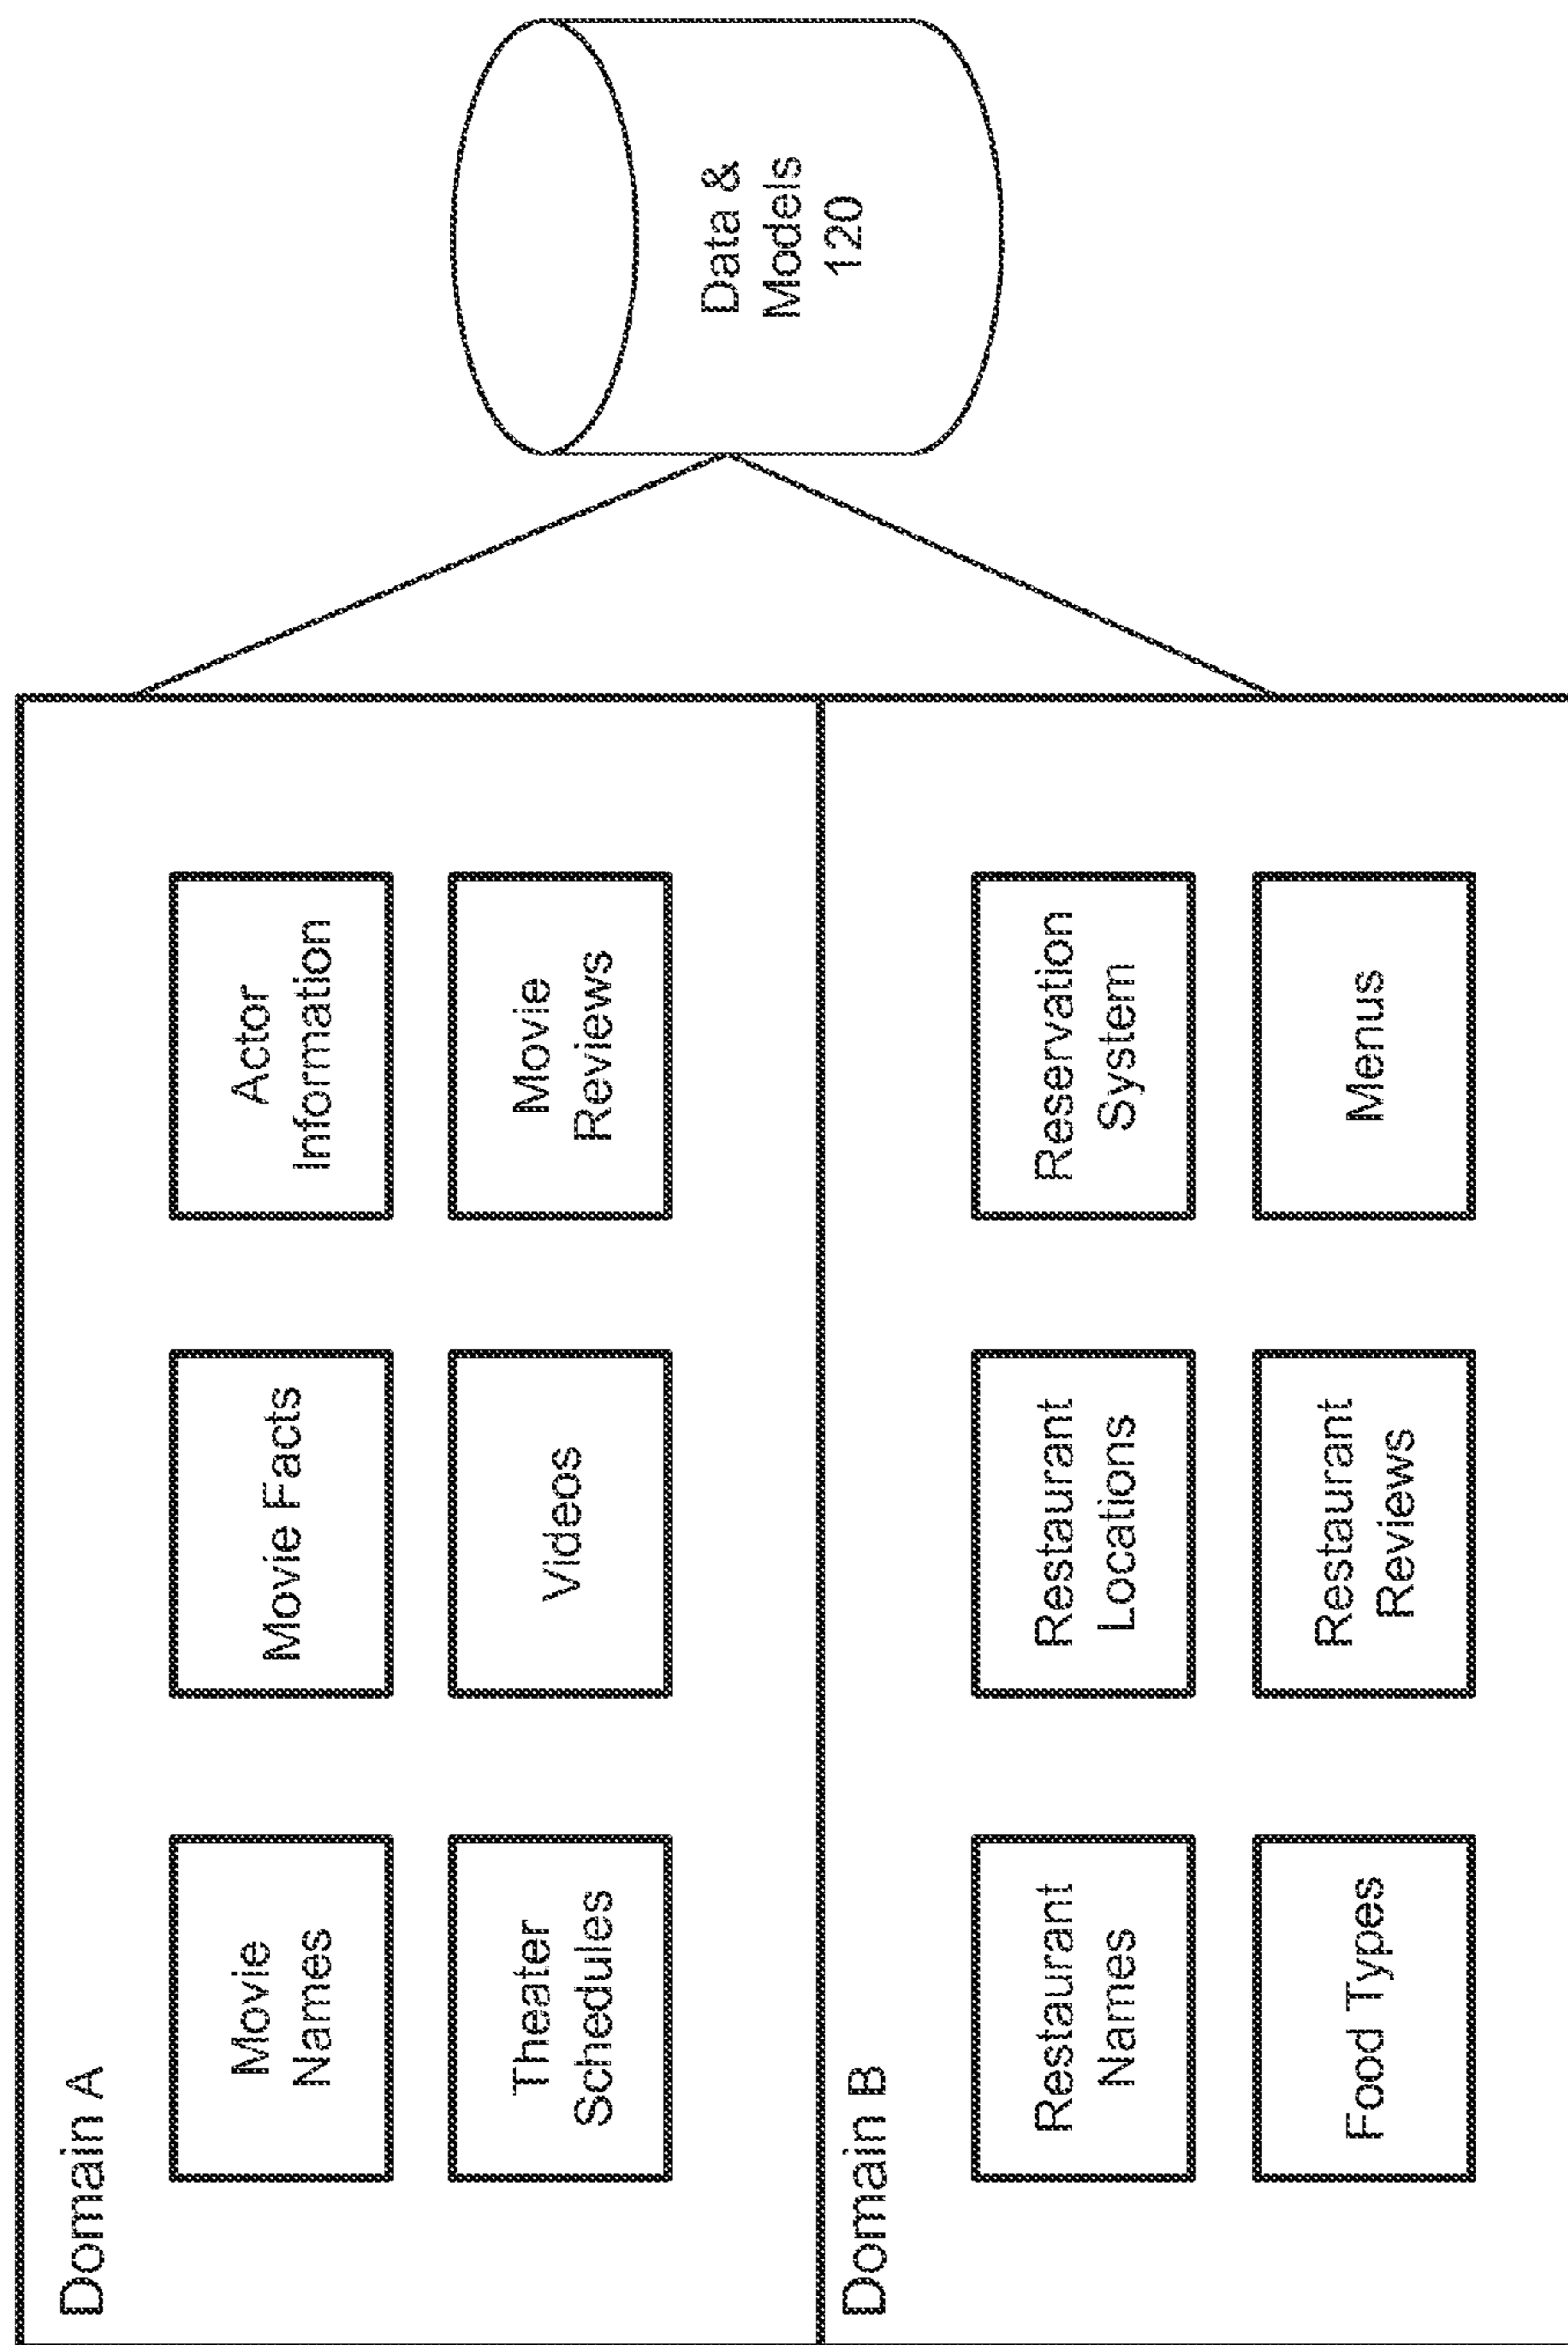 Domain A
Movie
Names
Movie Facts
Actor
Information
Theater
Schedules
Videos
Movie
Reviews
Domain B
Restaurant
Names
Restaurant
Locations
Reservation
System
Food Types
Restaurant
Reviews
Menus
Data &
Models
120